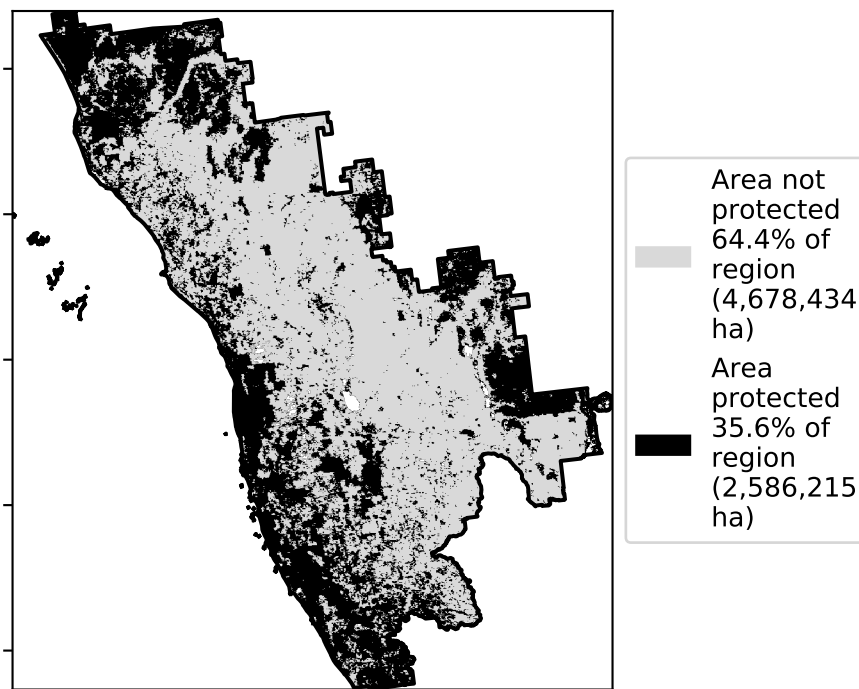 Area not
protected
64.4% of
region
(4,678,434
ha)
Area
protected
35.6% of
region
(2,586,215
ha)